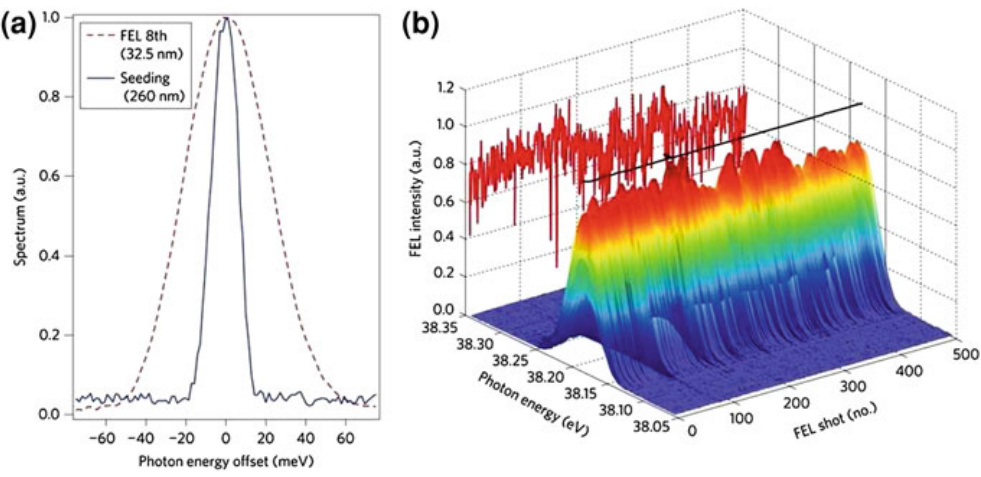 (a)
1.0
0.8
0.6
0.4
0.2
0.0
Spectrum (a.u.)
FEL 8th
(32.5 nm)
Seeding
(260 nm)
−60 −40 −20 0 20 40 60
Photon energy offset (meV)
(b)
1.2
1.0
0.8
0.6
0.4
0.2
0.0
FEL intensity (a.u.)
38.35
38.30
38.25
38.20
38.15
38.10
38.05
Photon energy (eV)
0
100
200
300
400
500
FEL shot (no.)